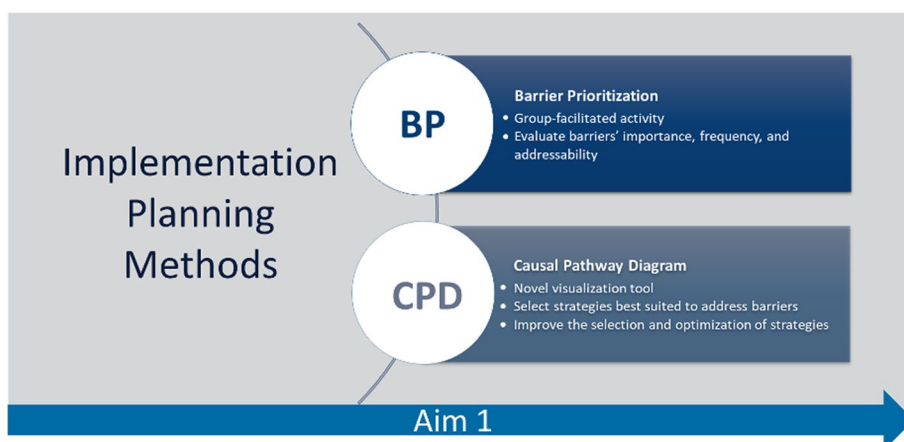 Implementation
Planning
Methods
BP
Barrier Prioritization
• Group-facilitated activity
• Evaluate barriers' importance, frequency, and
addressability
CPD
Causal Pathway Diagram
• Novel visualization tool
• Select strategies best suited to address barriers
• Improve the selection and optimization of strategies
Aim 1